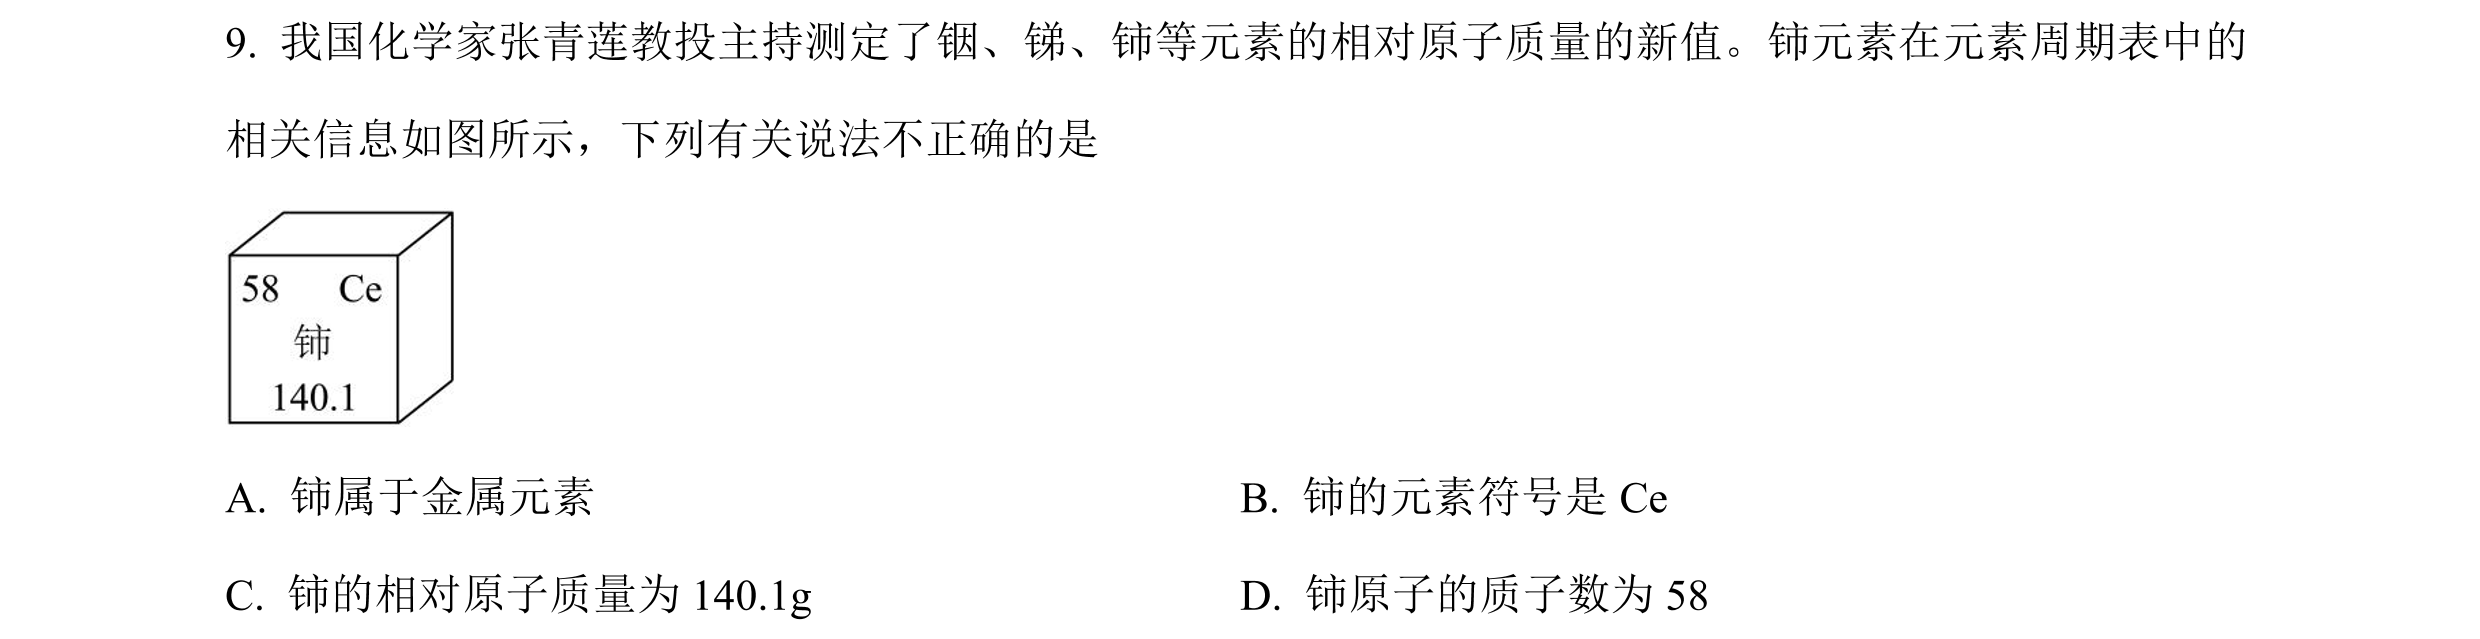 9. 我国化学家张青莲教投主持测定了铟、锑、铈等元素的相对原子质量的新值。铈元素在元素周期表中的
相关信息如图所示，下列有关说法不正确的是
58 Ce
铈
140.1
A. 铈属于金属元素
B. 铈的元素符号是 Ce
C. 铈的相对原子质量为 140.1g
D. 铈原子的质子数为 58